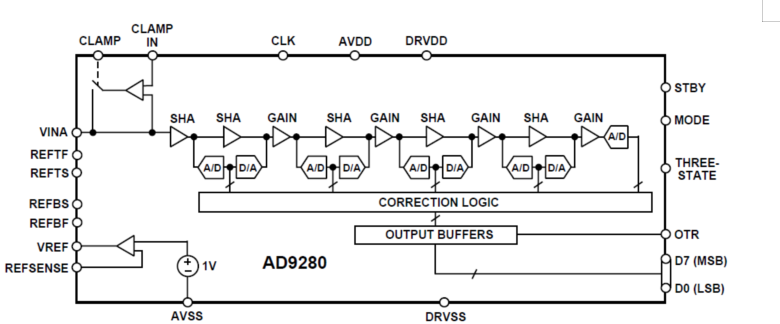 CLAMP
CLAMP
IN
CLK
AVDD
DRVDD
STBY
SHA
SHA
GAIN
SHA
GAIN
SHA
GAIN
SHA
GAIN
MODE
VINA
A/D
REFTF
REFTS
A/D
D/A
A/D
D/A
A/D
D/A
A/D
D/A
THREE-
STATE
REFBS
CORRECTION LOGIC
REFBF
OUTPUT BUFFERS
OTR
VREF
REFSENSE
1V
AD9280
D7 (MSB)
D0 (LSB)
AVSS
DRVSS